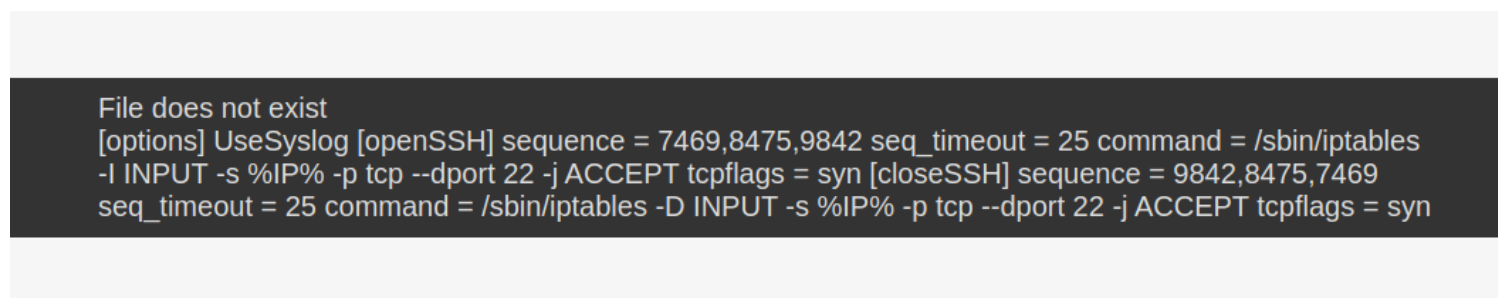 File does not exist
[options] UseSyslog [openSSH] sequence = 7469,8475,9842 seq_timeout = 25 command = /sbin/iptables
-I INPUT -s %IP% -p tcp --dport 22 -j ACCEPT tcpflags = syn [closeSSH] sequence = 9842,8475,7469
seq_timeout = 25 command = /sbin/iptables -D INPUT -s %IP% -p tcp --dport 22 -j ACCEPT tcpflags = syn